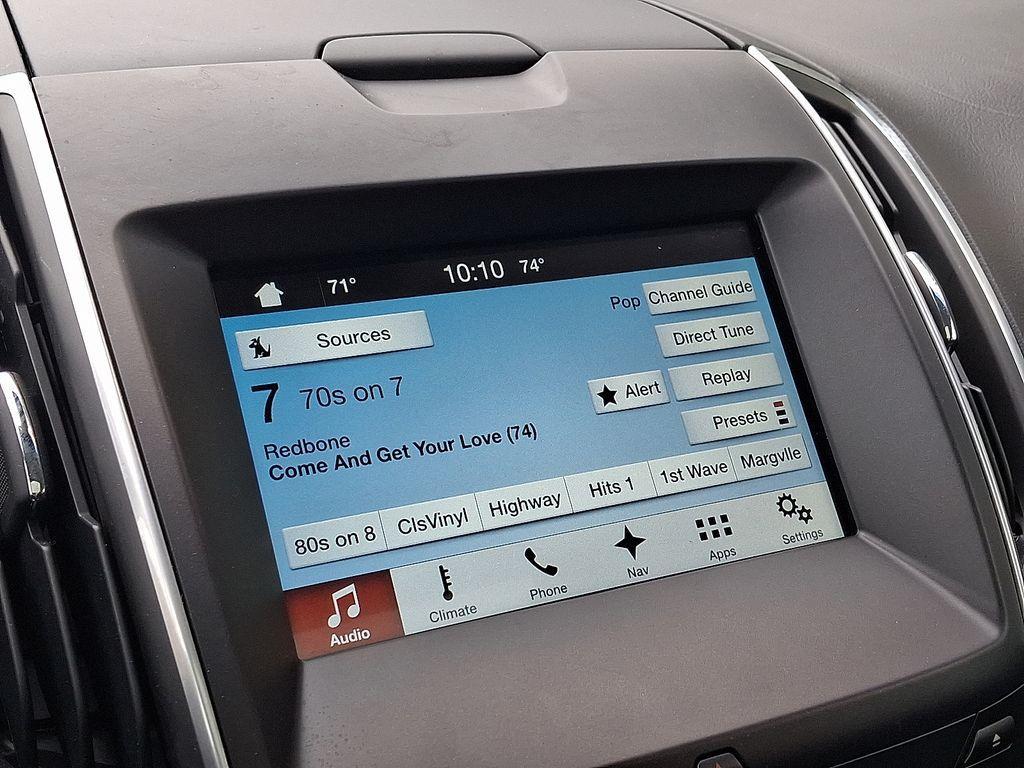 71° 10:10 74°
Sources
Pop Channel Guide
Direct Tune
7 70s on 7
Alert Replay
Presets
Redbone
Come And Get Your Love (74)
80s on 8 ClsVinyl Highway Hits 1 1st Wave Margvlle
Audio Climate Phone Nav Apps Settings